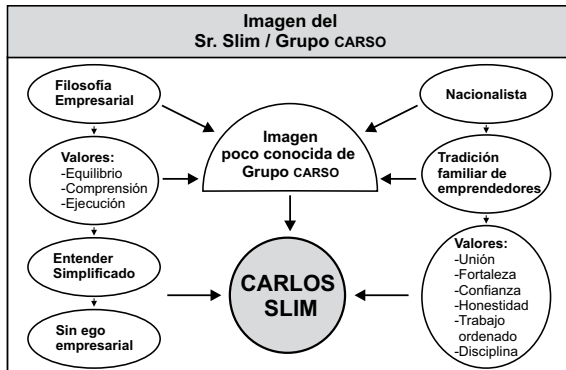 Imagen del
Sr. Slim / Grupo CARSO
Filosofía
Empresarial
Valores:
-Equilibrio
-Comprensión
-Ejecución
Entender
Simplificado
Sin ego
empresarial
Imagen
poco conocida de
Grupo CARSO
CARLOS
SLIM
Nacionalista
Tradición
familiar de
emprendedores
Valores:
-Unión
-Fortaleza
-Confianza
-Honestidad
-Trabajo
ordenado
-Disciplina